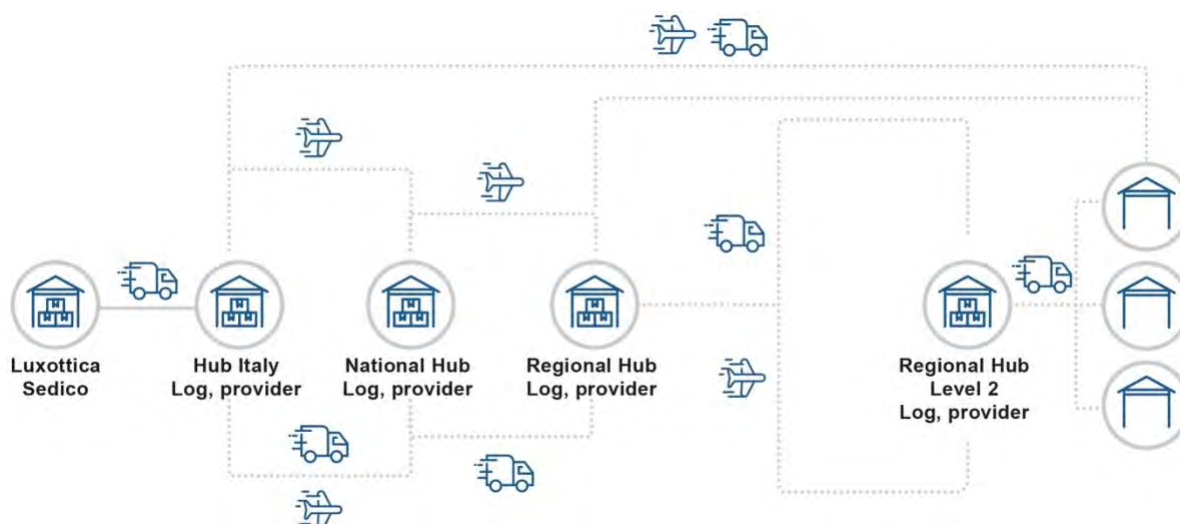 Luxottica
Sedico
Hub Italy
Log, provider
National Hub
Log, provider
Regional Hub
Log, provider
Regional Hub
Level 2
Log, provider